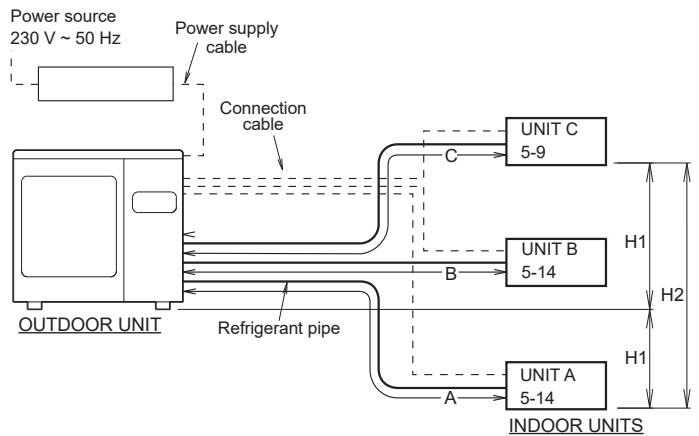 Power source
230 V ~ 50 Hz
Power supply
cable
Connection
cable
UNIT C
5-9
C
H1
UNIT B
5-14
B
H2
OUTDOOR UNIT
Refrigerant pipe
H1
UNIT A
5-14
A
INDOOR UNITS